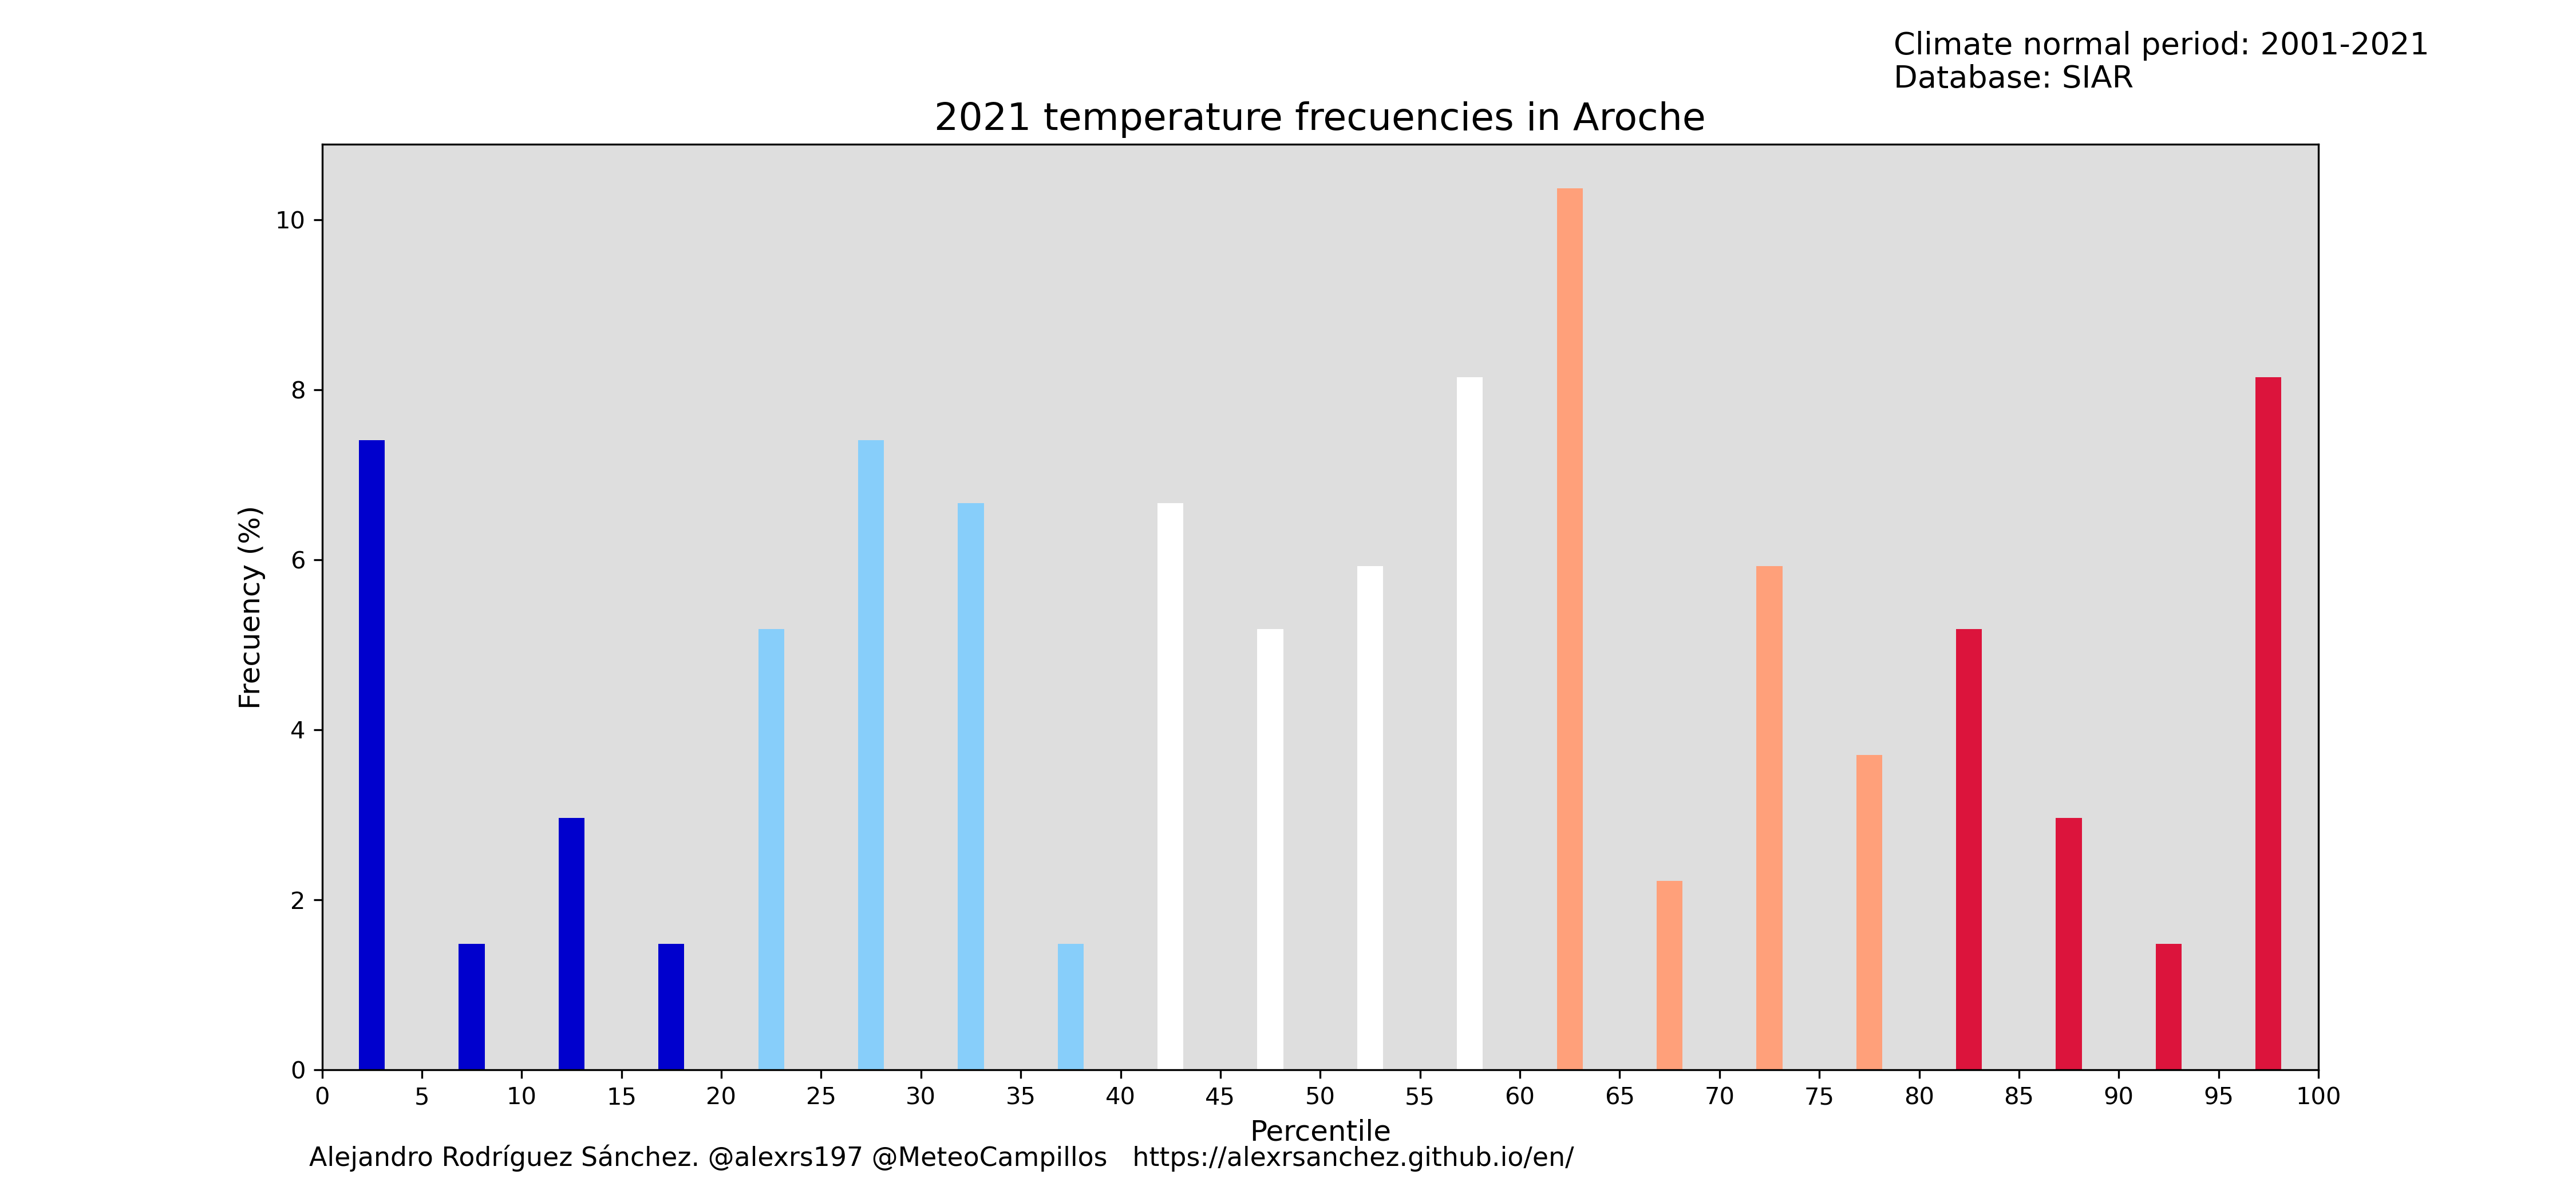 Climate normal period: 2001-2021
Database: SIAR
2021 temperature frecuencies in Aroche
Frecuency (%)
10
8
6
4
2
0
0 5 10 15 20 25 30 35 40 45 50 55 60 65 70 75 80 85 90 95 100
Percentile
Alejandro Rodríguez Sánchez. @alexrs197 @MeteoCampillos https://alexrsanchez.github.io/en/